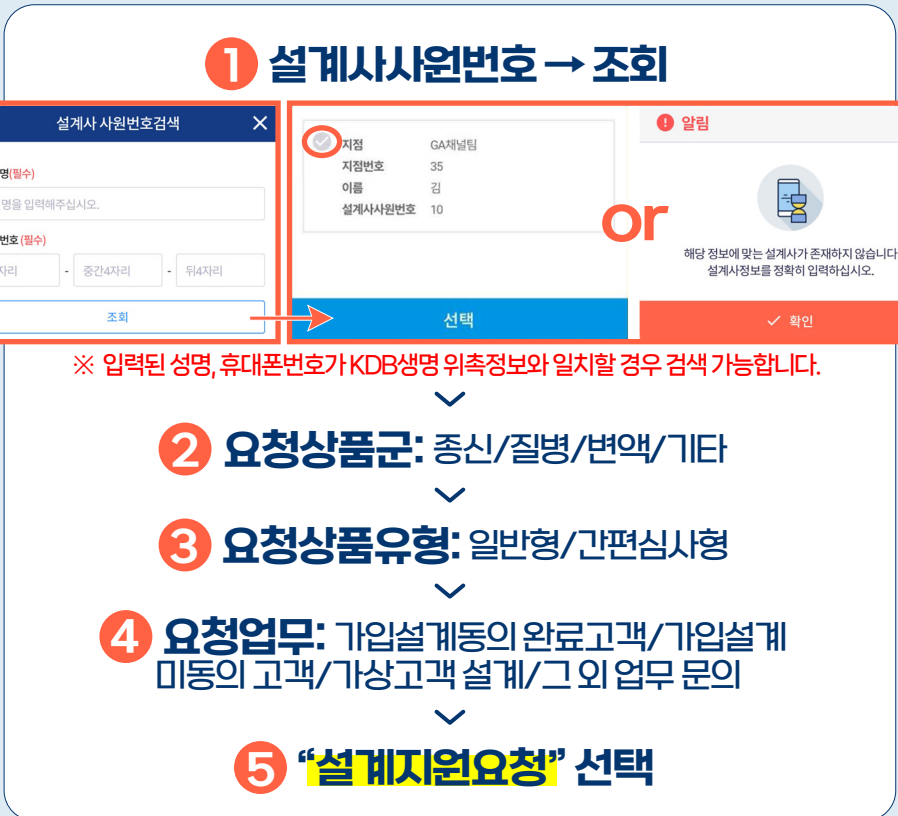 1 설계사사원번호 → 조회
설계사 사원번호검색
명(필수)
명을 입력해주십시오.
번호 (필수)
자리 - 중간4자리 - 뒤4자리
조회
지점 GA채널팀
지점번호 35
이름 김
설계사사원번호 10
선택
or
알림
해당 정보에 맞는 설계사가 존재하지 않습니다
설계사정보를 정확히 입력하십시오.
확인
※ 입력된 성명, 휴대폰번호가 KDB생명 위촉정보와 일치할 경우 검색 가능합니다.
2 요청상품군: 종신/질병/변액/기타
3 요청상품유형: 일반형/간편심사형
4 요청업무: 가입설계동의 완료고객/가입설계
미동의 고객/가상고객 설계/그 외 업무 문의
5 “설계지원요청” 선택